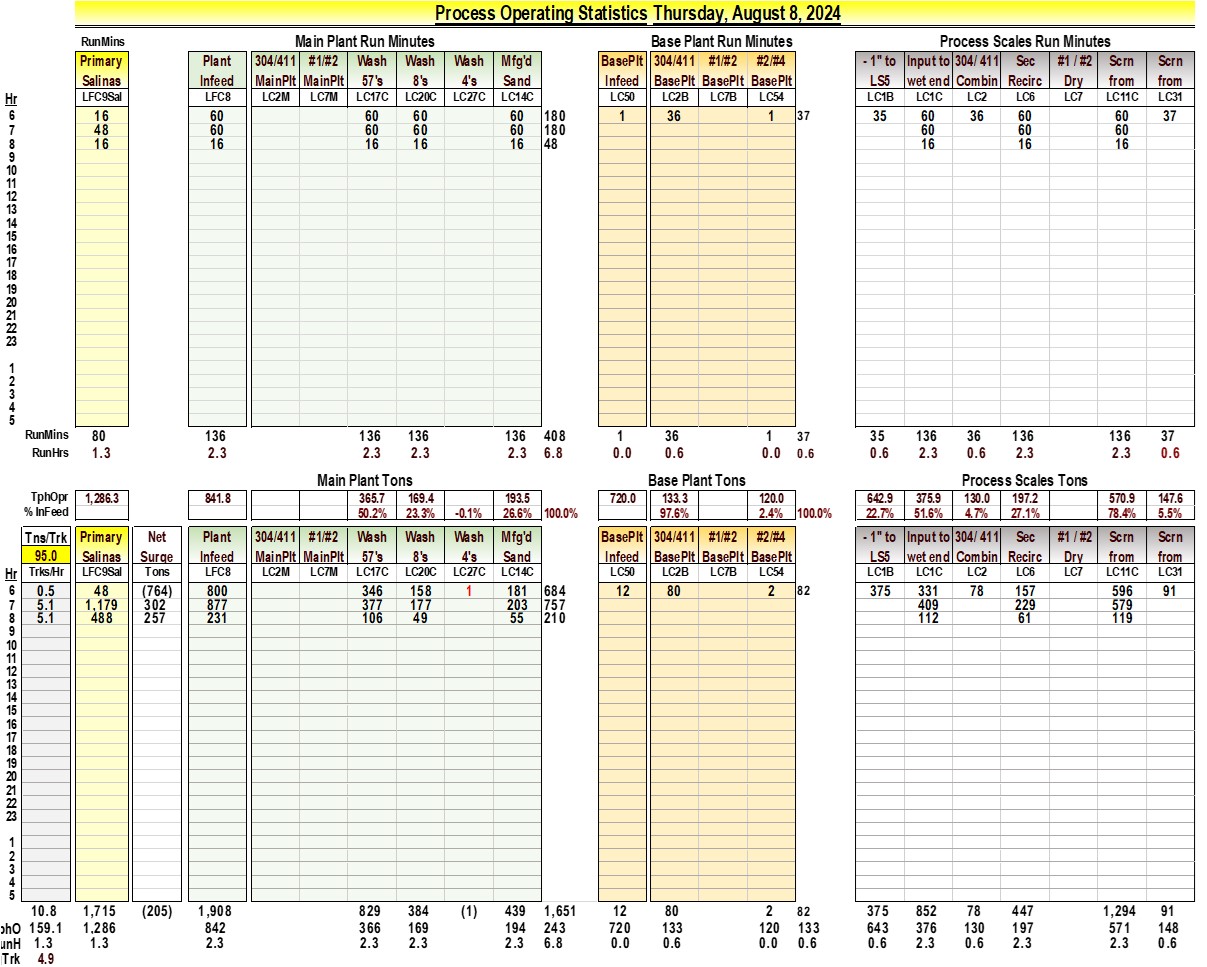 Process Operating Statistics Thursday, August 8, 2024
RunMins Main Plant Run Minutes Base Plant Run Minutes Process Scales Run Minutes
Primary Plant 304/411 #1/#2 Wash Wash Wash Mfg'd BasePlt 304/411 #1/#2 #2/#4 - 1" to Input to 304/ 411 Sec #1 / #2 Scrn Scrn
Salinas Infeed MainPlt MainPlt 57's 8's 4's Sand Infeed BasePlt BasePlt BasePlt LS5 wet end Combin Recirc Dry from from
Hr LFC9Sal LFC8 LC2M LC7M LC17C LC20C LC27C LC14C LC50 LC2B LC7B LC54 LC1B LC1C LC2 LC6 LC7 LC11C LC31
6 16 60 60 60 60 180 1 36 1 37 35 60 36 60 60 37
7 48 60 60 60 60 180 60 60 60
8 16 16 16 16 16 48 16 16 16
9
10
11
12
13
14
15
16
17
18
19
20
21
22
23
1
2
3
4
5
RunMins 80 136 136 136 136 408 1 36 1 37 35 136 36 136 136 37
RunHrs 1.3 2.3 2.3 2.3 2.3 6.8 0.0 0.6 0.0 0.6 0.6 2.3 0.6 2.3 2.3 0.6
Main Plant Tons Base Plant Tons Process Scales Tons
TphOpr 1,286.3 841.8 365.7 169.4 193.5 720.0 133.3 120.0 642.9 375.9 130.0 197.2 570.9 147.6
% InFeed 50.2% 23.3% -0.1% 26.6% 100.0% 97.6% 2.4% 100.0% 22.7% 51.6% 4.7% 27.1% 78.4% 5.5%
Tns/Trk Primary Net Plant 304/411 #1/#2 Wash Wash Wash Mfg'd BasePlt 304/411 #1/#2 #2/#4 - 1" to Input to 304/ 411 Sec #1 / #2 Scrn Scrn
95.0 Salinas Surge Infeed MainPlt MainPlt 57's 8's 4's Sand Infeed BasePlt BasePlt BasePlt LS5 wet end Combin Recirc Dry from from
Hr Trks/Hr LFC9Sal Tons LFC8 LC2M LC7M LC17C LC20C LC27C LC14C LC50 LC2B LC7B LC54 LC1B LC1C LC2 LC6 LC7 LC11C LC31
6 0.5 48 (764) 800 346 158 1 181 684 12 80 2 82 375 331 78 157 596 91
7 5.1 1,179 302 877 377 177 203 757 409 229 579
8 5.1 488 257 231 106 49 55 210 112 61 119
9
10
11
12
13
14
15
16
17
18
19
20
21
22
23
1
2
3
4
5
10.8 1,715 (205) 1,908 829 384 (1) 439 1,651 12 80 2 82 375 852 78 447 1,294 91
phO 159.1 1,286 842 366 169 194 243 720 133 120 133 643 376 130 197 571 148
unH 1.3 1.3 2.3 2.3 2.3 2.3 6.8 0.0 0.6 0.0 0.6 0.6 2.3 0.6 2.3 2.3 0.6
Trk 4.9